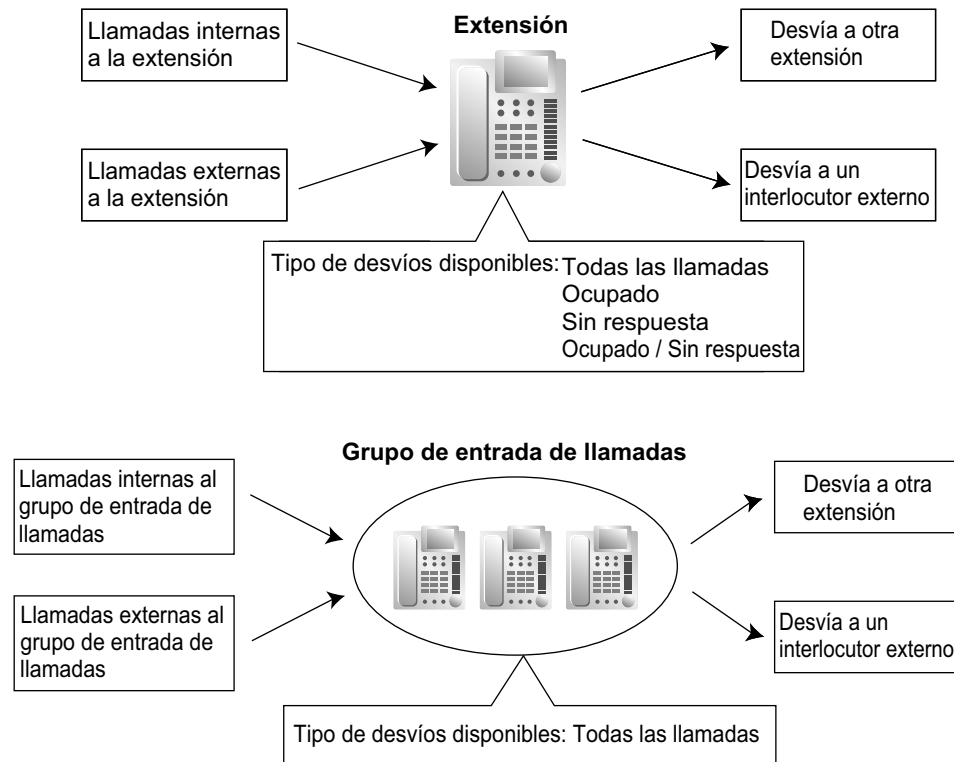 Llamadas internas
a la extensión
Extensión
Desvía a otra
extensión
Llamadas externas
a la extensión
Desvía a un
interlocutor externo
Tipo de desvíos disponibles: Todas las llamadas
Ocupado
Sin respuesta
Ocupado / Sin respuesta
Grupo de entrada de llamadas
Llamadas internas al
grupo de entrada de
llamadas
Desvía a otra
extensión
Llamadas externas al
grupo de entrada de
llamadas
Desvía a un
interlocutor externo
Tipo de desvíos disponibles: Todas las llamadas